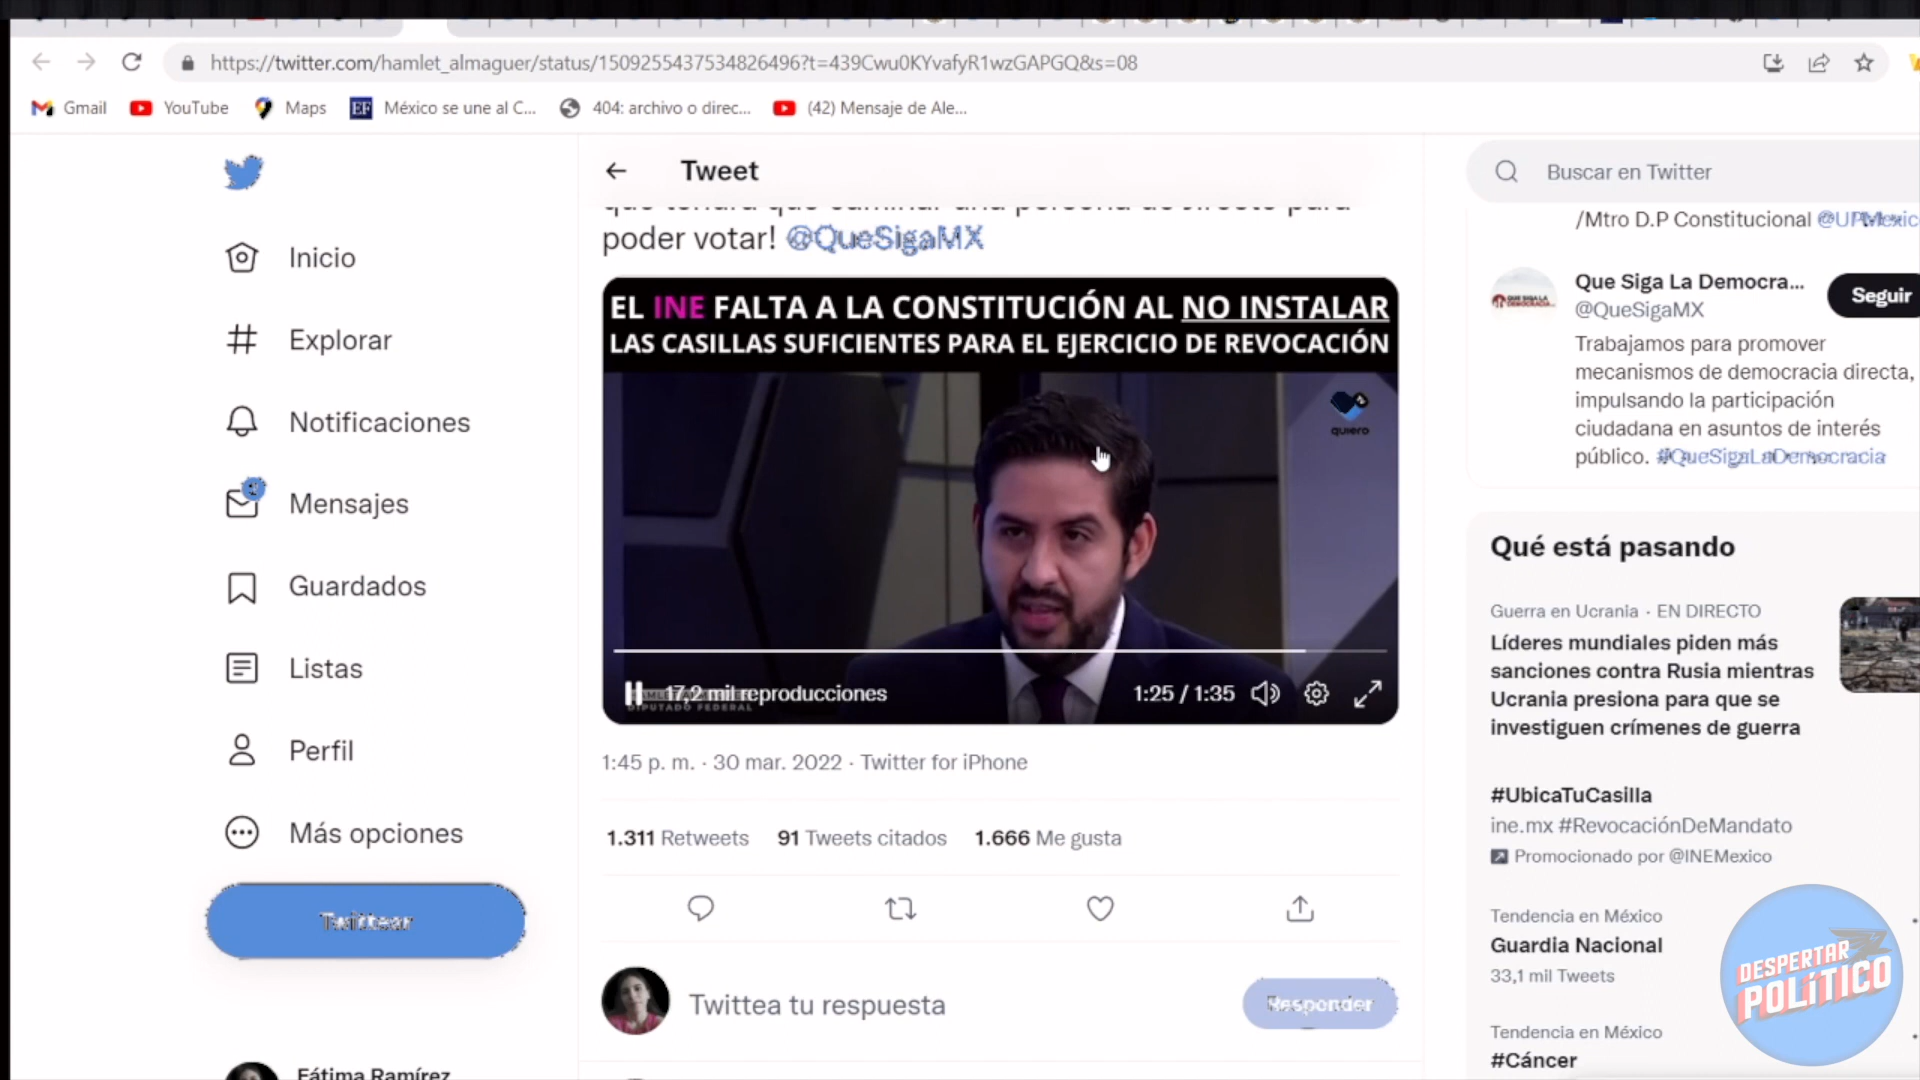 https://twitter.com/hamlet_almaguer/status/1509255437534826496?t=439Cwu0KYvafyR1wzGAPGQ&s=08
Gmail
YouTube
Maps
EF
México se une al C...
404: archivo o direc...
(42) Mensaje de Ale...
Inicio
Explorar
Notificaciones
Mensajes
Guardados
Listas
Perfil
Más opciones
Twittear
Fátima Ramírez
Tweet
que tendrá que caminar una persona de Jirecto para
poder votar! @QueSigaMX
EL INE FALTA A LA CONSTITUCIÓN AL NO INSTALAR
LAS CASILLAS SUFICIENTES PARA EL EJERCICIO DE REVOCACIÓN
quiero
17,2 mil reproducciones
1:25 / 1:35
DIPUTADO FEDERAL
1:45 p. m. · 30 mar. 2022 · Twitter for iPhone
1.311 Retweets 91 Tweets citados 1.666 Me gusta
Twittea tu respuesta
Responder
Buscar en Twitter
/Mtro D.P Constitucional @UPMexic
Que Siga La Democra...
@QueSigaMX
Seguir
Trabajamos para promover
mecanismos de democracia directa,
impulsando la participación
ciudadana en asuntos de interés
público. #QueSigaLaDemocracia
Qué está pasando
Guerra en Ucrania · EN DIRECTO
Líderes mundiales piden más
sanciones contra Rusia mientras
Ucrania presiona para que se
investiguen crímenes de guerra
#UbicaTuCasilla
ine.mx #RevocaciónDeMandato
Promocionado por @INEMexico
Tendencia en México
Guardia Nacional
33,1 mil Tweets
Tendencia en México
#Cáncer
DESPERTAR
POLÍTICO